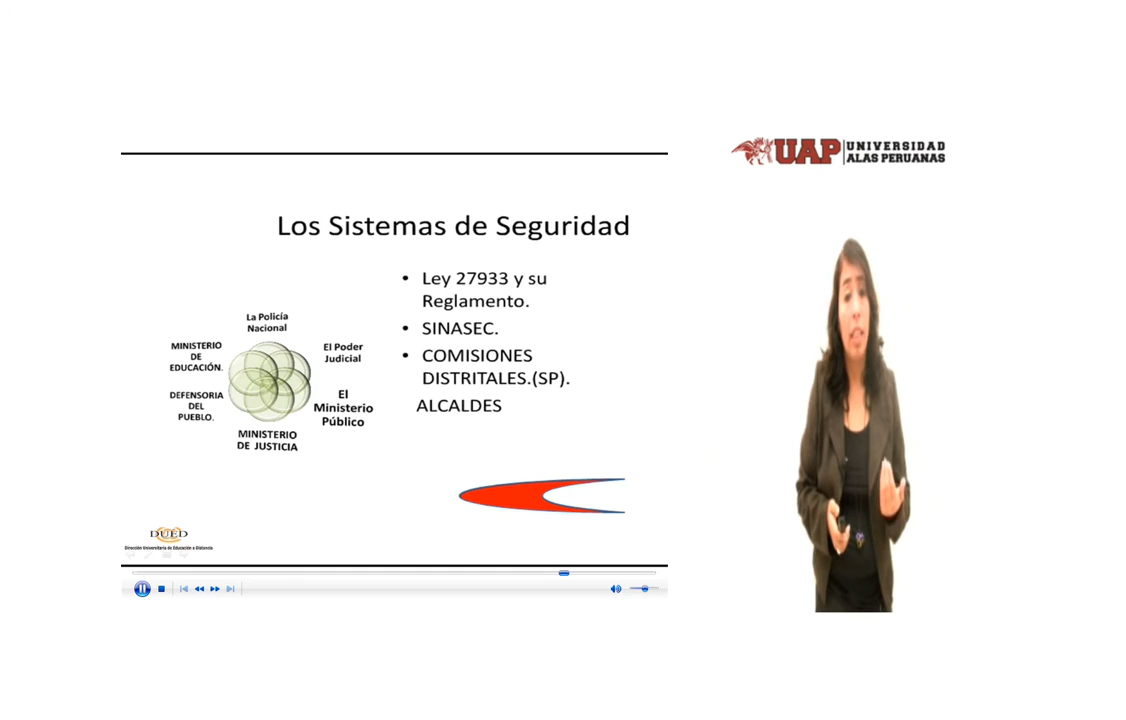 UAP
UNIVERSIDAD
ALAS PERUANAS
Los Sistemas de Seguridad
• Ley 27933 y su
Reglamento.
• SINASEC.
• COMISIONES
DISTRITALES.(SP).
ALCALDES
La Policía
Nacional
MINISTERIO
DE
EDUCACIÓN.
El Poder
Judicial
DEFENSORIA
DEL
PUEBLO.
El
Ministerio
Público
MINISTERIO
DE JUSTICIA
DUED
Dirección Universitaria de Educación a Distancia